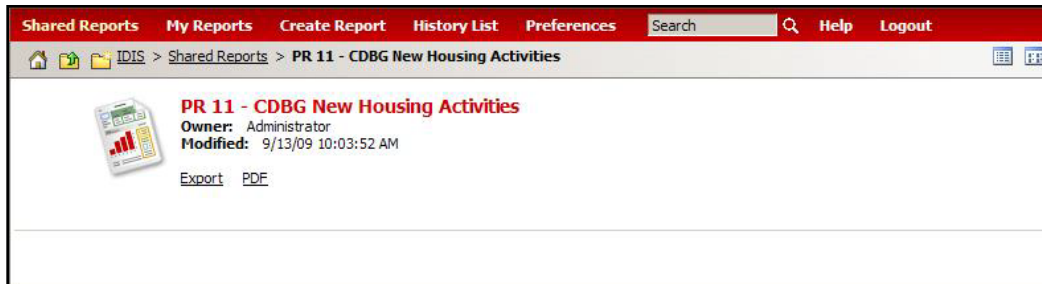 Shared Reports My Reports Create Report History List Preferences Search Help Logout
IDIS > Shared Reports > PR 11 - CDBG New Housing Activities
PR 11 - CDBG New Housing Activities
Owner: Administrator
Modified: 9/13/09 10:03:52 AM
Export PDF